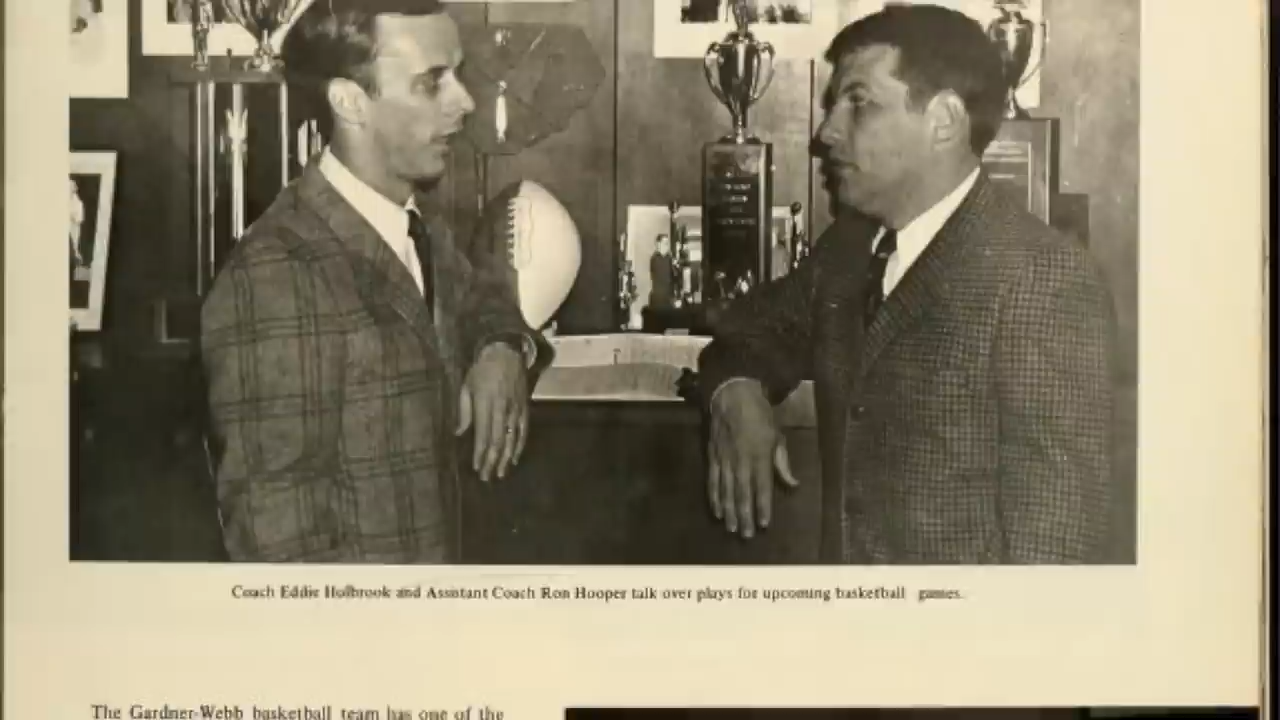 Coach Eddie Holbrook and Assistant Coach Ron Hooper talk over plays for upcoming basketball games.
The Gardner-Webb basketball team has one of the